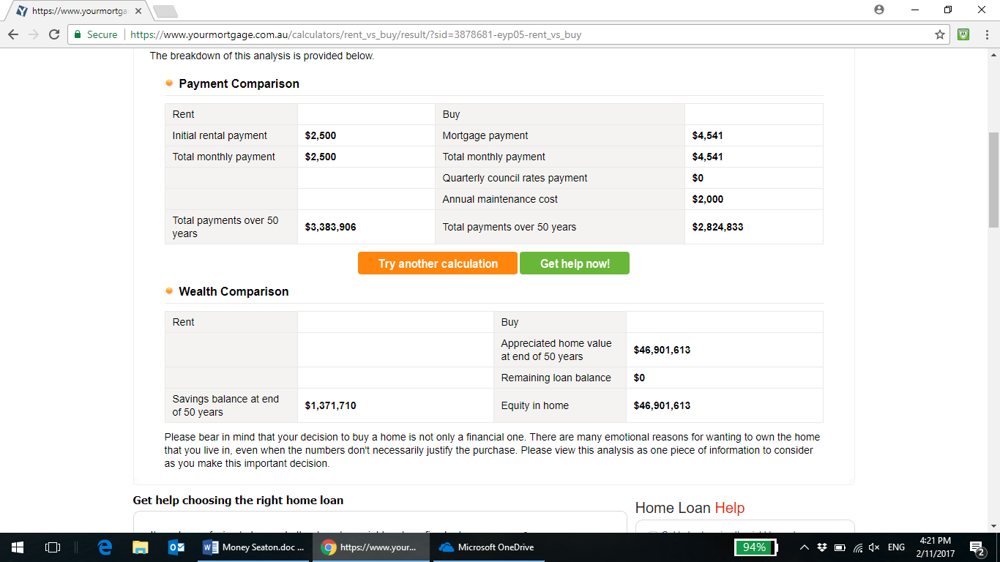 https://www.yourmortga
Secure https://www.yourmortgage.com.au/calculators/rent_vs_buy/result/?sid=3878681-eyp05-rent_vs_buy
The breakdown of this analysis is provided below.
Payment Comparison
Rent Buy
Initial rental payment $2,500 Mortgage payment $4,541
Total monthly payment $2,500 Total monthly payment $4,541
Quarterly council rates payment $0
Annual maintenance cost $2,000
Total payments over 50
years $3,383,906 Total payments over 50 years $2,824,833
Try another calculation Get help now!
Wealth Comparison
Rent Buy
Appreciated home value
at end of 50 years $46,901,613
Remaining loan balance $0
Savings balance at end
of 50 years $1,371,710 Equity in home $46,901,613
Please bear in mind that your decision to buy a home is not only a financial one. There are many emotional reasons for wanting to own the home
that you live in, even when the numbers don't necessarily justify the purchase. Please view this analysis as one piece of information to consider
as you make this important decision.
Get help choosing the right home loan
Home Loan Help
Money Seaton.doc ... https://www.your... Microsoft OneDrive 94% ENG 4:21 PM
2/11/2017 2